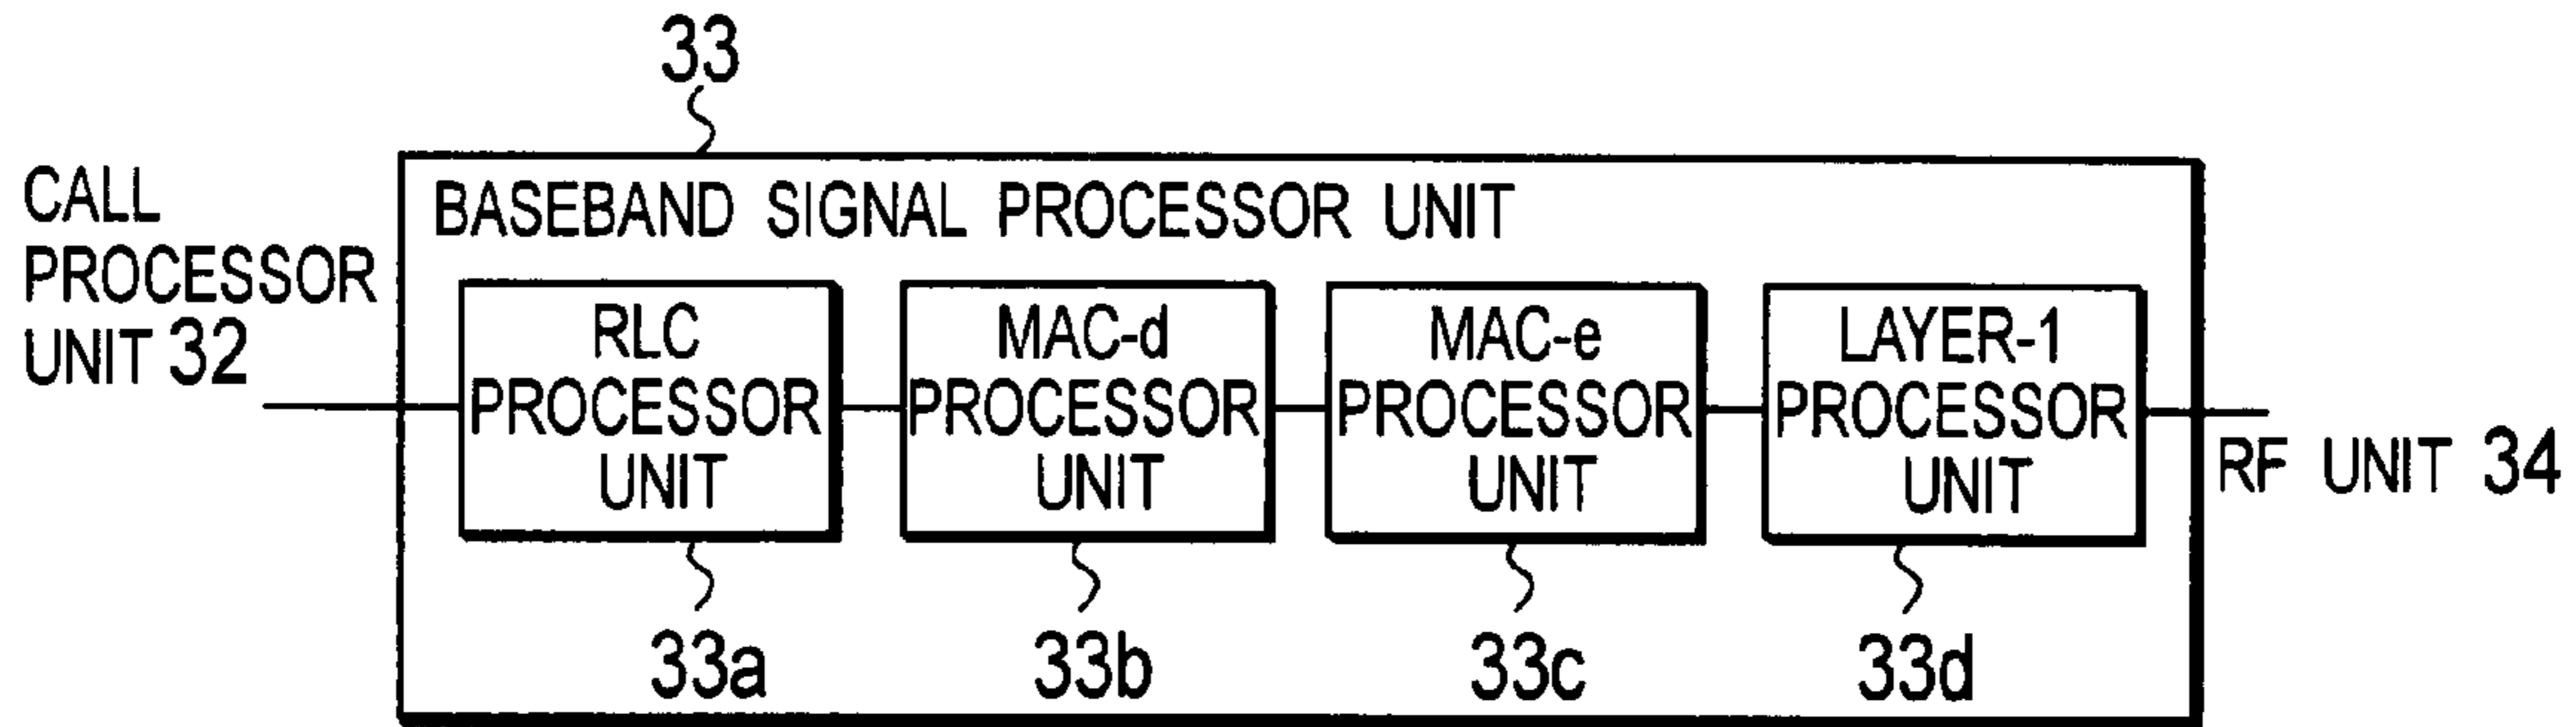 33
CALL
PROCESSOR
UNIT 32
BASEBAND SIGNAL PROCESSOR UNIT
RLC
PROCESSOR
UNIT
MAC-d
PROCESSOR
UNIT
MAC-e
PROCESSOR
UNIT
LAYER-1
PROCESSOR
UNIT
RF UNIT 34
33a
33b
33c
33d